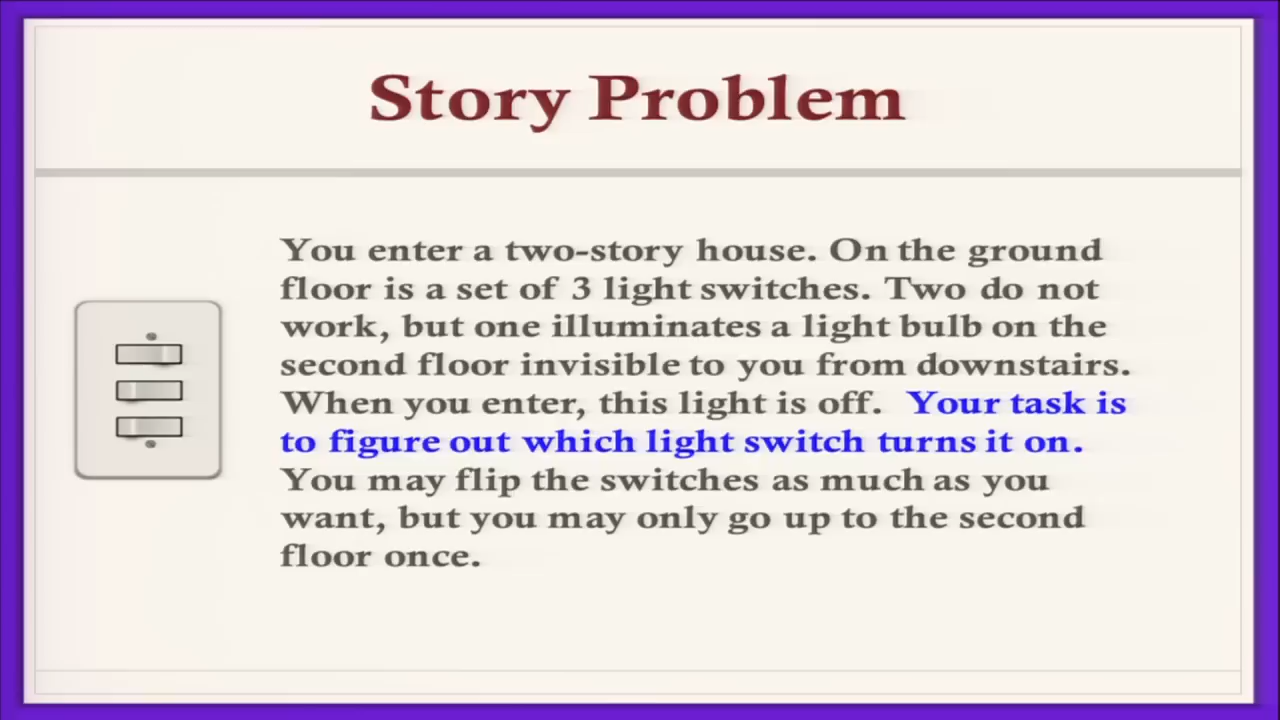 Story Problem
You enter a two-story house. On the ground
floor is a set of 3 light switches. Two do not
work, but one illuminates a light bulb on the
second floor invisible to you from downstairs.
When you enter, this light is off. Your task is
to figure out which light switch turns it on.
You may flip the switches as much as you
want, but you may only go up to the second
floor once.